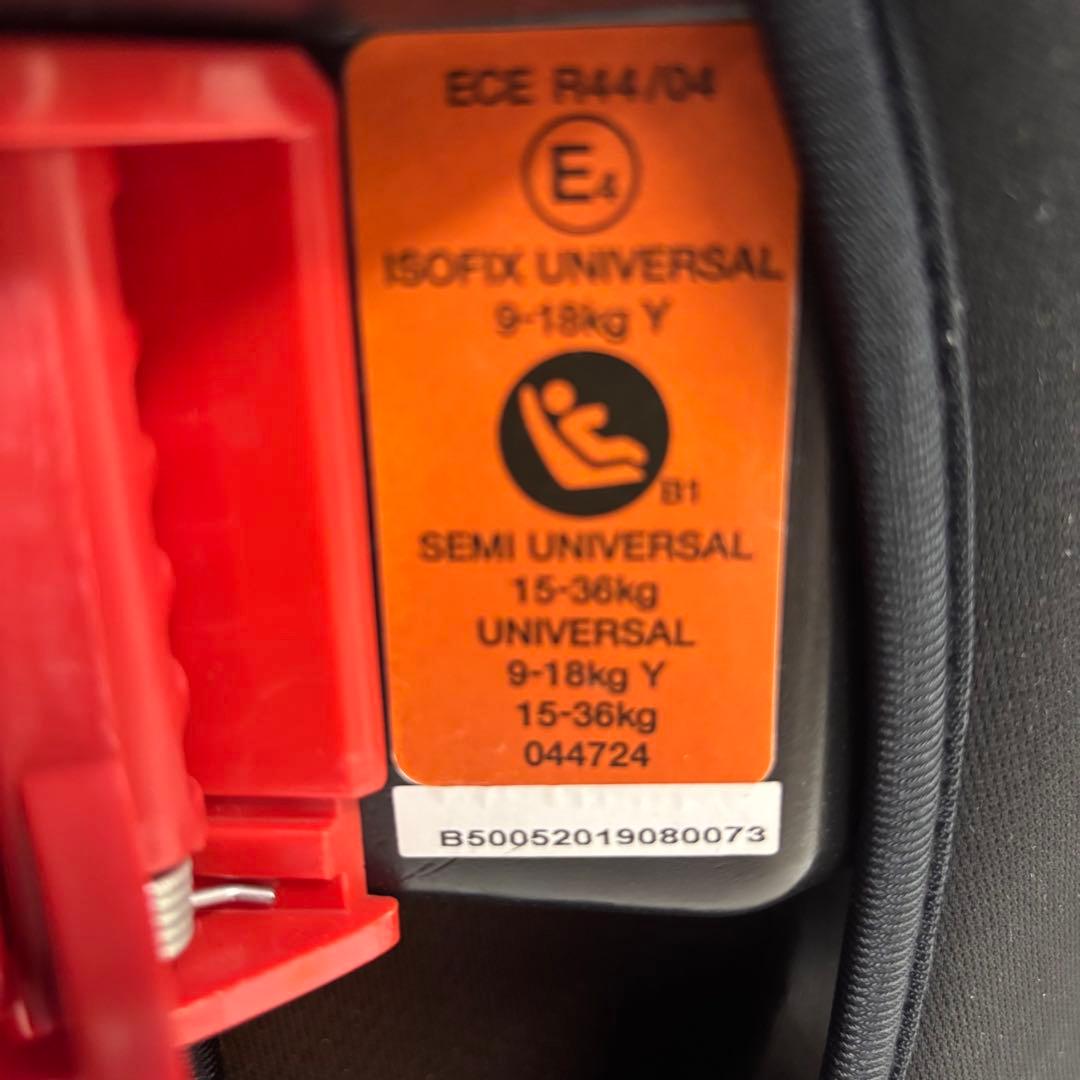 ECE R44/04
E4
ISOFIX UNIVERSAL
9-18kg Y
B1
SEMI UNIVERSAL
15-36kg
UNIVERSAL
9-18kg Y
15-36kg
044724
B50052019080073